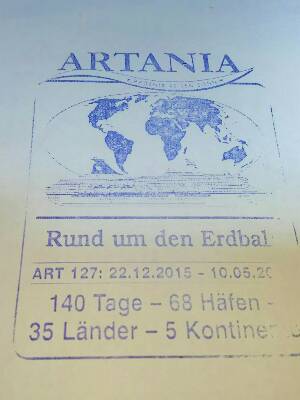 ARTANIA
Rund um den Erdbal
ART 127: 22.12.2015 - 10.05.20
140 Tage – 68 Häfen -
35 Länder – 5 Kontine